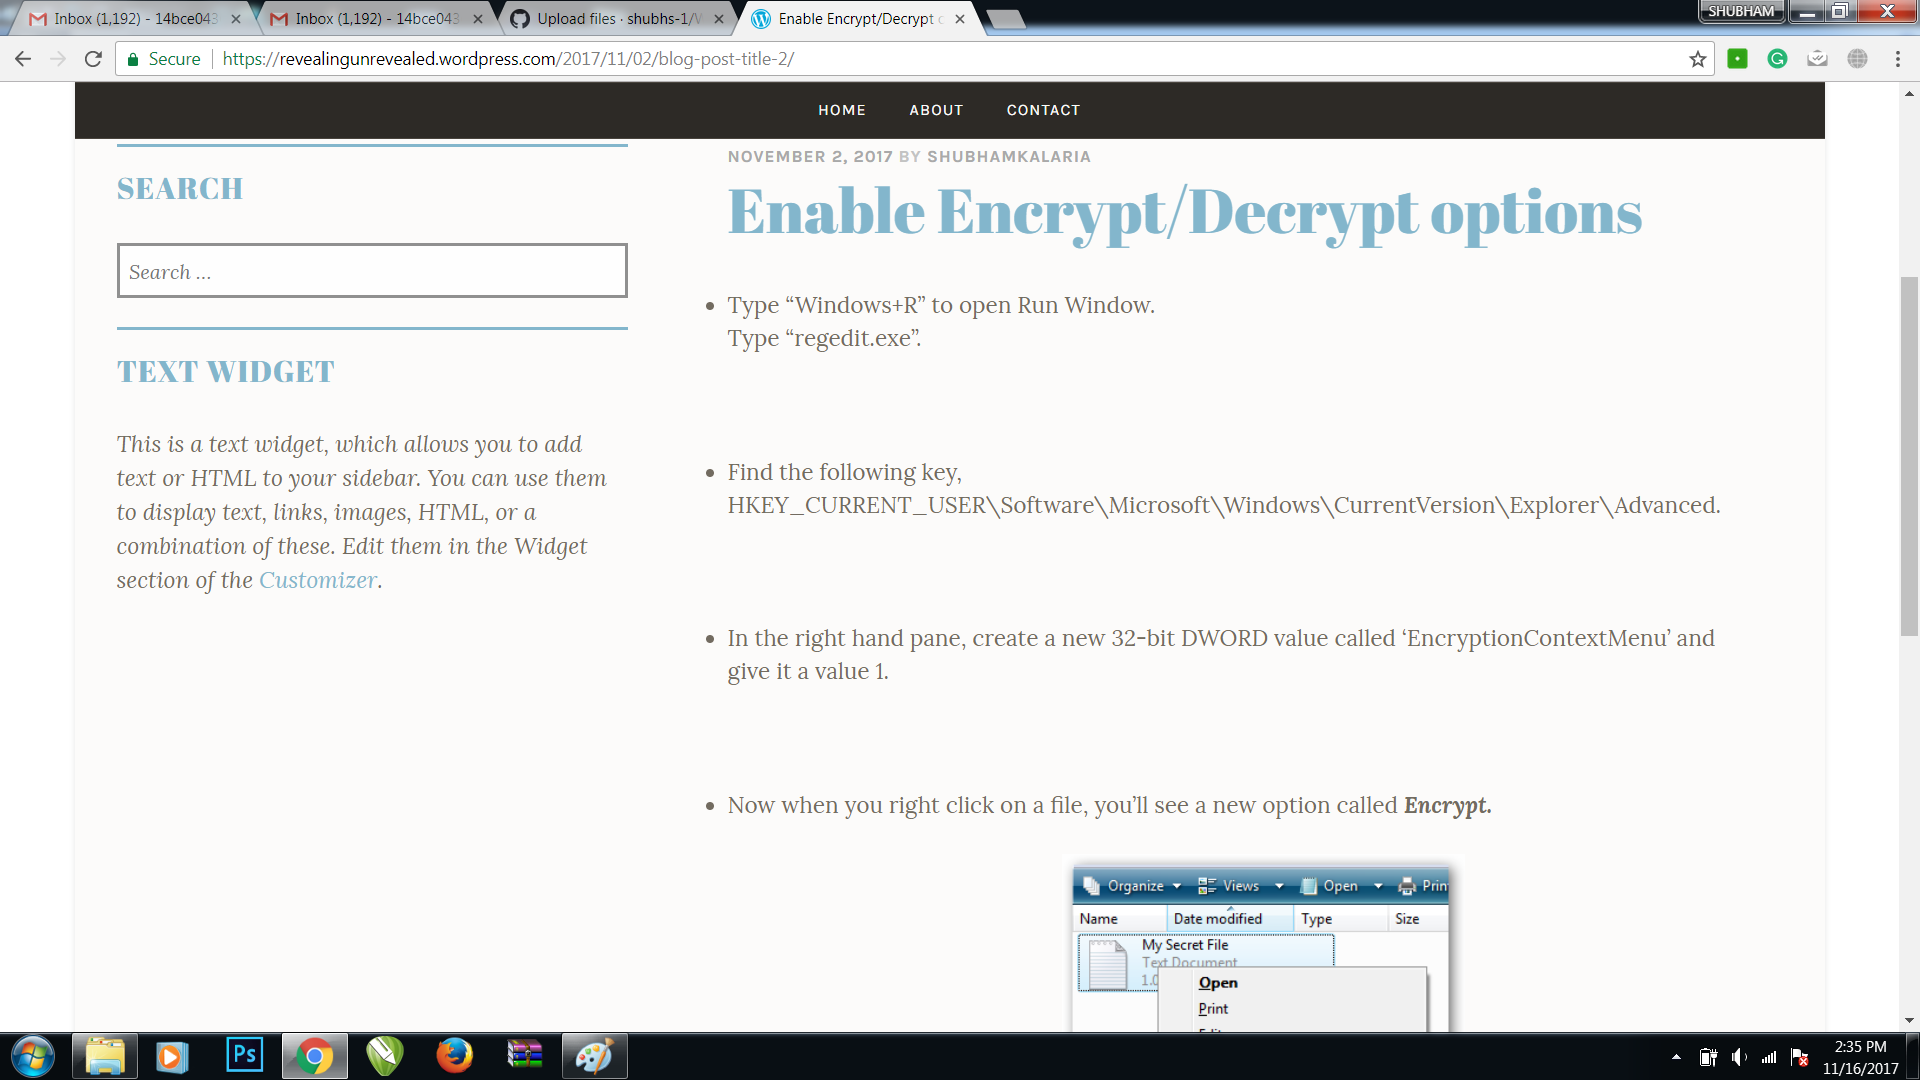 Inbox (1,192) - 14bce043
Inbox (1,192) - 14bce043
Upload files · shubhs-1/
Enable Encrypt/Decrypt
SHUBHAM
Secure
https://revealingunrevealed.wordpress.com/2017/11/02/blog-post-title-2/
HOME ABOUT CONTACT
SEARCH
Search ...
TEXT WIDGET
This is a text widget, which allows you to add
text or HTML to your sidebar. You can use them
to display text, links, images, HTML, or a
combination of these. Edit them in the Widget
section of the Customizer.
NOVEMBER 2, 2017 BY SHUBHAMKALARIA
Enable Encrypt/Decrypt options
• Type “Windows+R” to open Run Window.
Type “regedit.exe”.
• Find the following key,
HKEY_CURRENT_USER\Software\Microsoft\Windows\CurrentVersion\Explorer\Advanced.
• In the right hand pane, create a new 32-bit DWORD value called ‘EncryptionContextMenu’ and
give it a value 1.
• Now when you right click on a file, you’ll see a new option called Encrypt.
Organize Views Open Prin
Name Date modified Type Size
My Secret File
Text Document
1.0
Open
Print
Ps
2:35 PM
11/16/2017